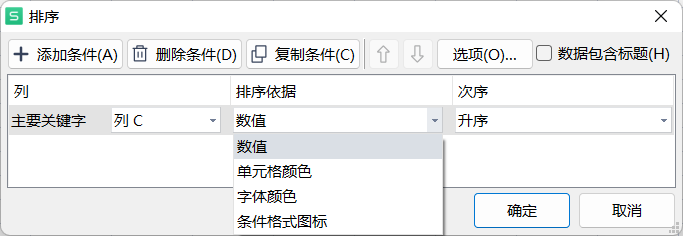 排序
添加条件(A) 删除条件(D) 复制条件(C) 选项(O)... 数据包含标题(H)
列 排序依据 次序
主要关键字 列 C 数值 升序
数值
单元格颜色
字体颜色
条件格式图标
确定 取消